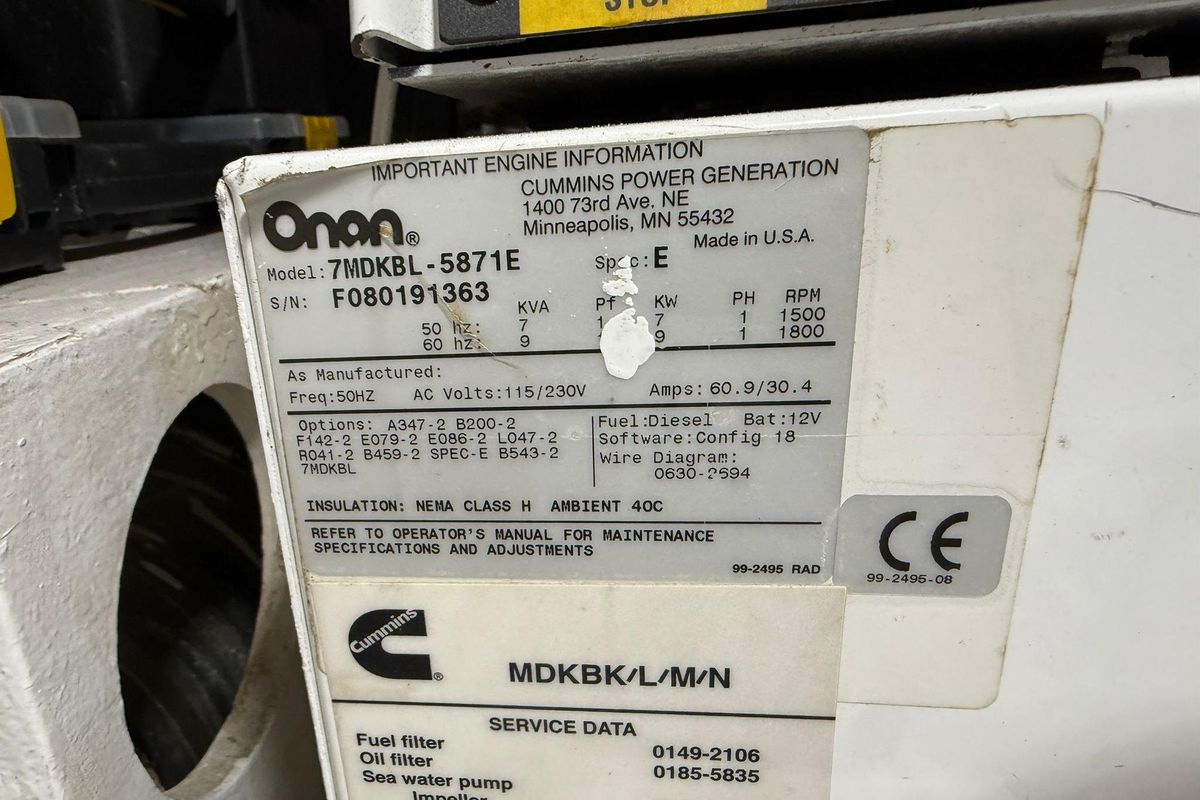 STOP
IMPORTANT ENGINE INFORMATION
CUMMINS POWER GENERATION
1400 73rd Ave. NE
Minneapolis, MN 55432
Made in U.S.A.
Onan®
Model: 7MDKBL-5871E Spec: E
S/N: F080191363
KVA Pf KW PH RPM
50 hz: 7 1 7 1 1500
60 hz: 9 9 1 1800
As Manufactured:
Freq:50HZ AC Volts:115/230V Amps:60.9/30.4
Options: A347-2 B200-2
F142-2 E079-2 E086-2 L047-2
R041-2 B459-2 SPEC-E B543-2
7MDKBL
Fuel:Diesel Bat:12V
Software:Config 18
Wire Diagram:
0630-2694
INSULATION: NEMA CLASS H AMBIENT 40C
REFER TO OPERATOR'S MANUAL FOR MAINTENANCE
SPECIFICATIONS AND ADJUSTMENTS
99-2495 RAD
CE
99-2495-08
Cummins®
MDKBK/L/M/N
SERVICE DATA
Fuel filter 0149-2106
Oil filter 0185-5835
Sea water pump
Impeller